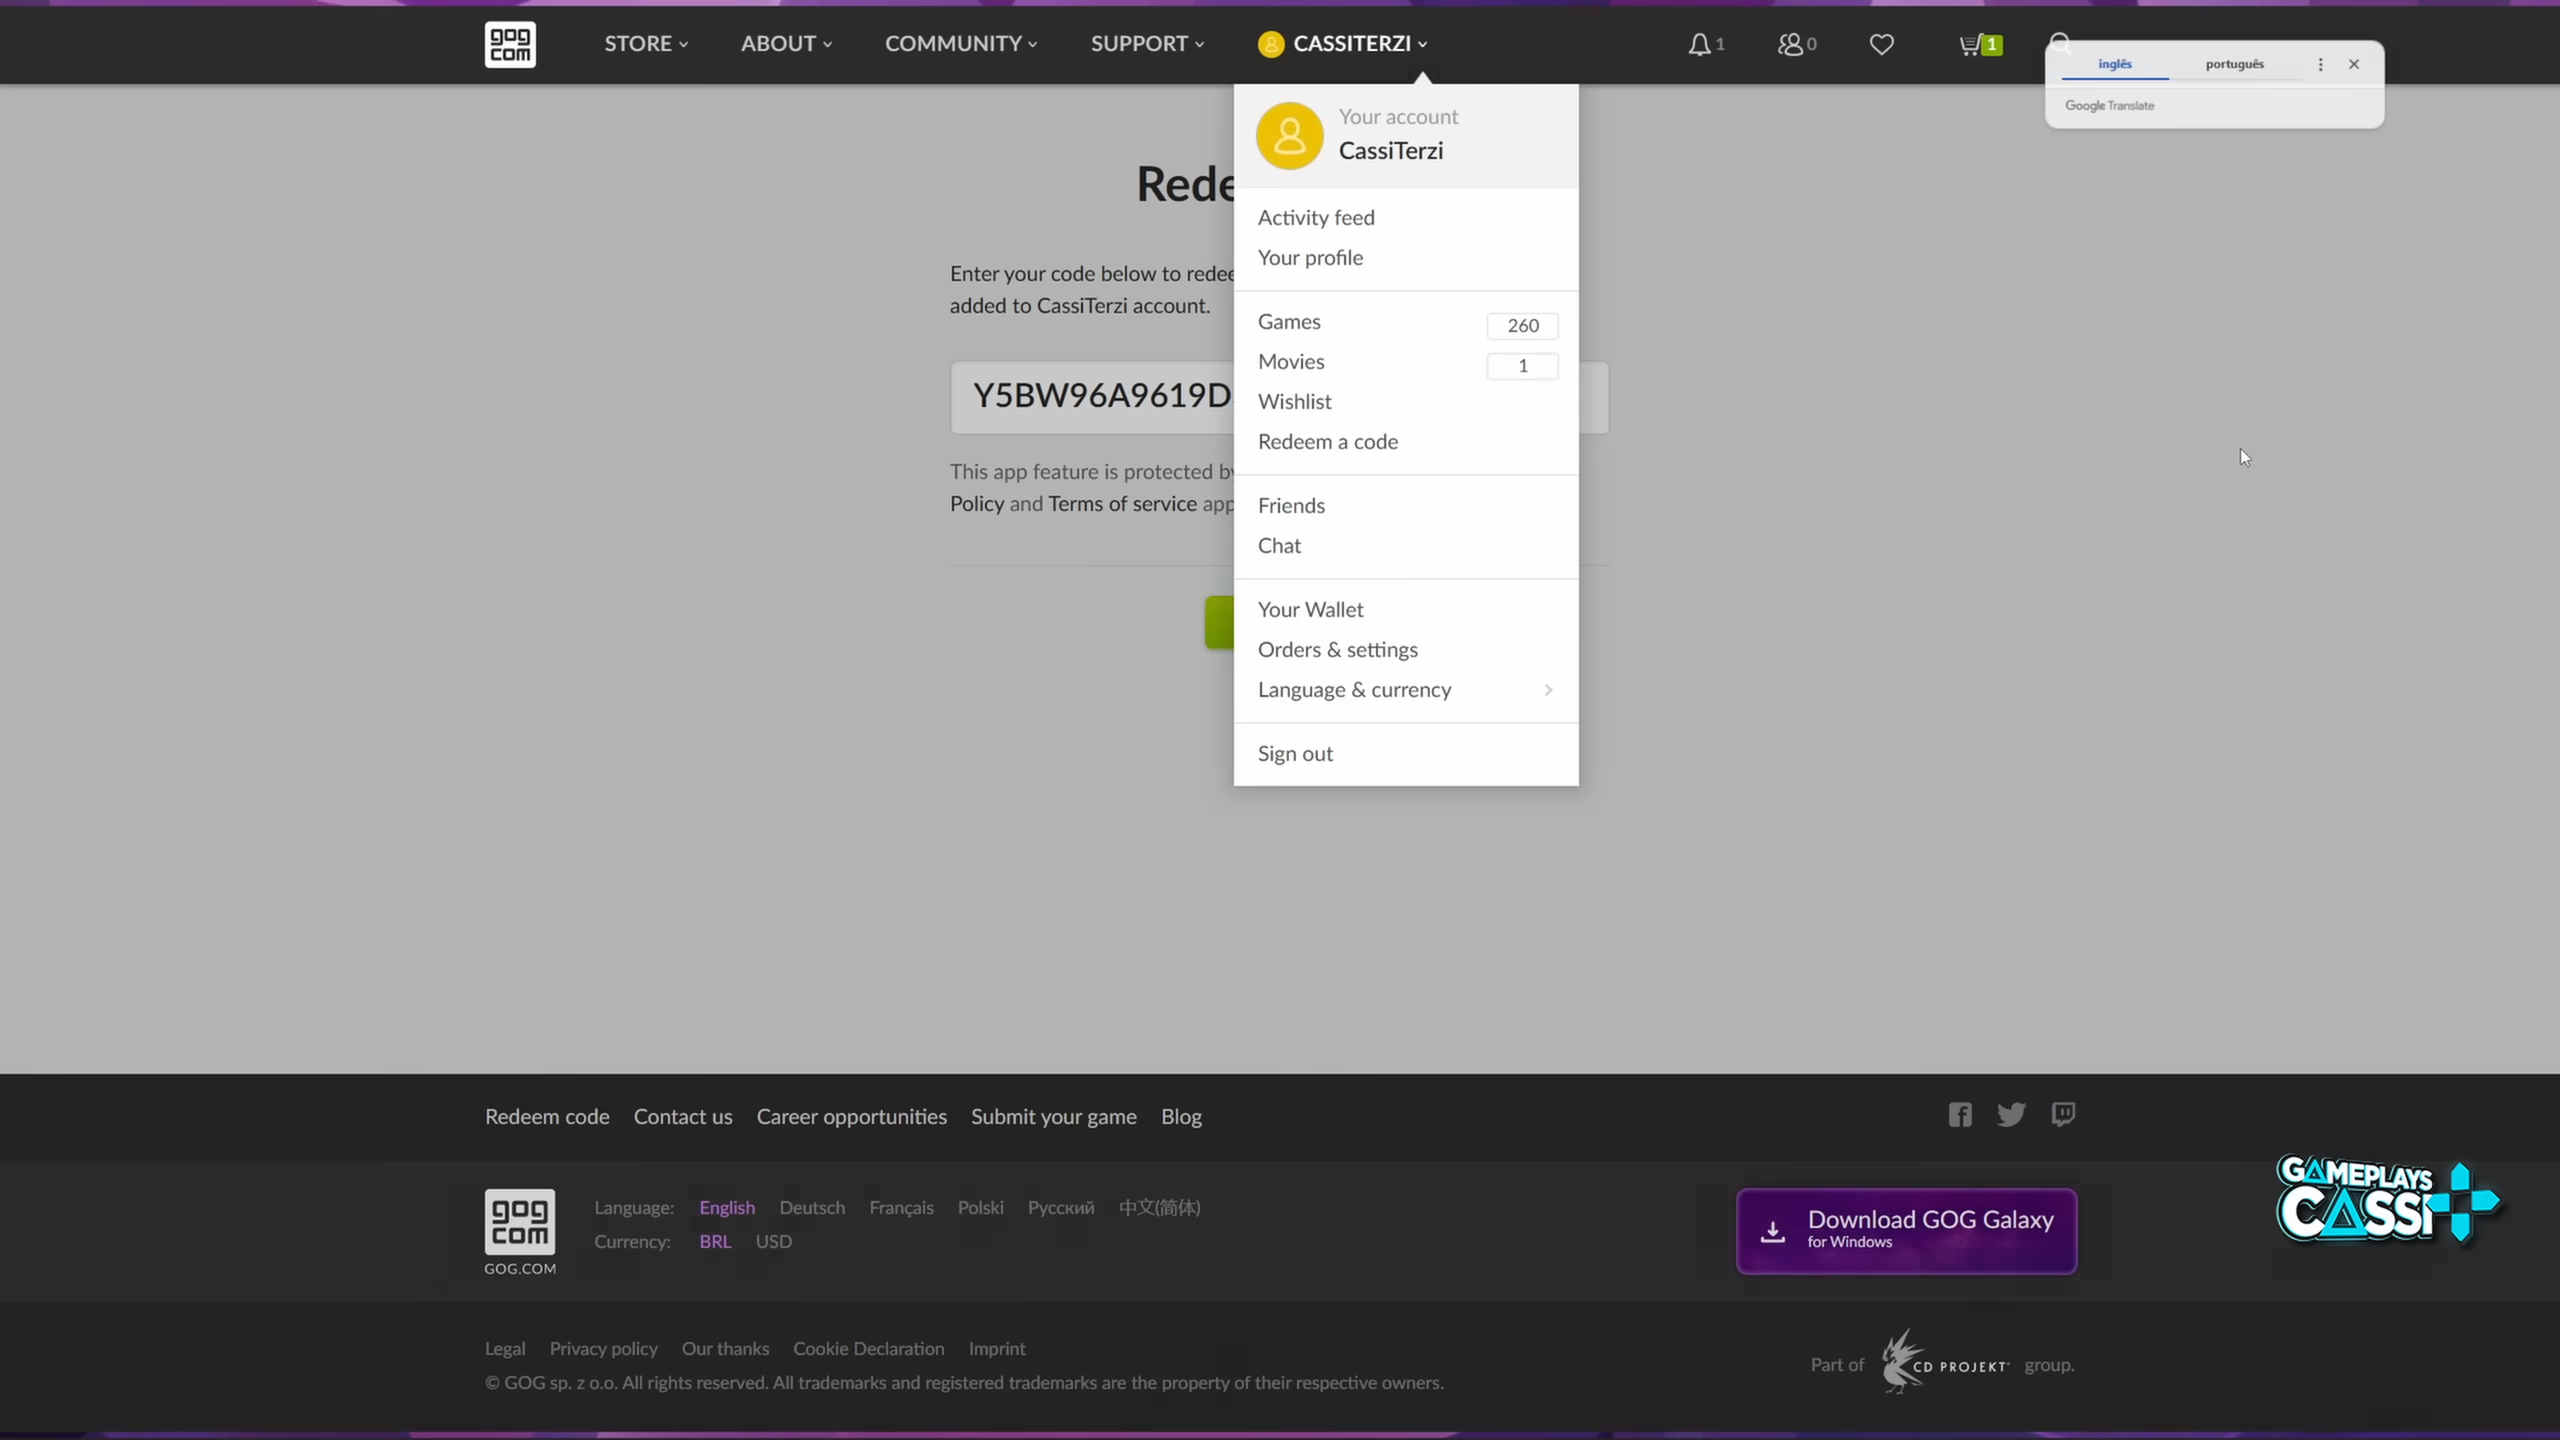 gog
com
STORE
ABOUT
COMMUNITY
SUPPORT
CASSITERZI
1
0
1
inglês
português
Google Translate
Your account
CassiTerzi
Activity feed
Your profile
Games 260
Movies 1
Wishlist
Redeem a code
Friends
Chat
Your Wallet
Orders & settings
Language & currency
Sign out
Enter your code below to
added to CassiTerzi account.
Y5BW96A9619D
This app feature is protected
Policy and Terms of service
Redeem code
Contact us
Career opportunities
Submit your game
Blog
gog
com
GOG.COM
Language: English Deutsch Français Polski Русский 中文(简体)
Currency: BRL USD
Download GOG Galaxy
for Windows
GAMEPLAYS
CASSI
Legal
Privacy policy
Our thanks
Cookie Declaration
Imprint
© GOG sp. z o.o. All rights reserved. All trademarks and registered trademarks are the property of their respective owners.
Part of CD PROJEKT group.